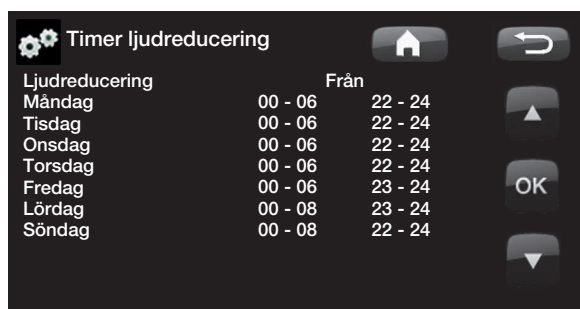 Timer ljudreducering
Ljudreducering Från
Måndag 00 - 06 22 - 24
Tisdag 00 - 06 22 - 24
Onsdag 00 - 06 22 - 24
Torsdag 00 - 06 22 - 24
Fredag 00 - 06 23 - 24
Lördag 00 - 08 23 - 24
Söndag 00 - 08 22 - 24
OK